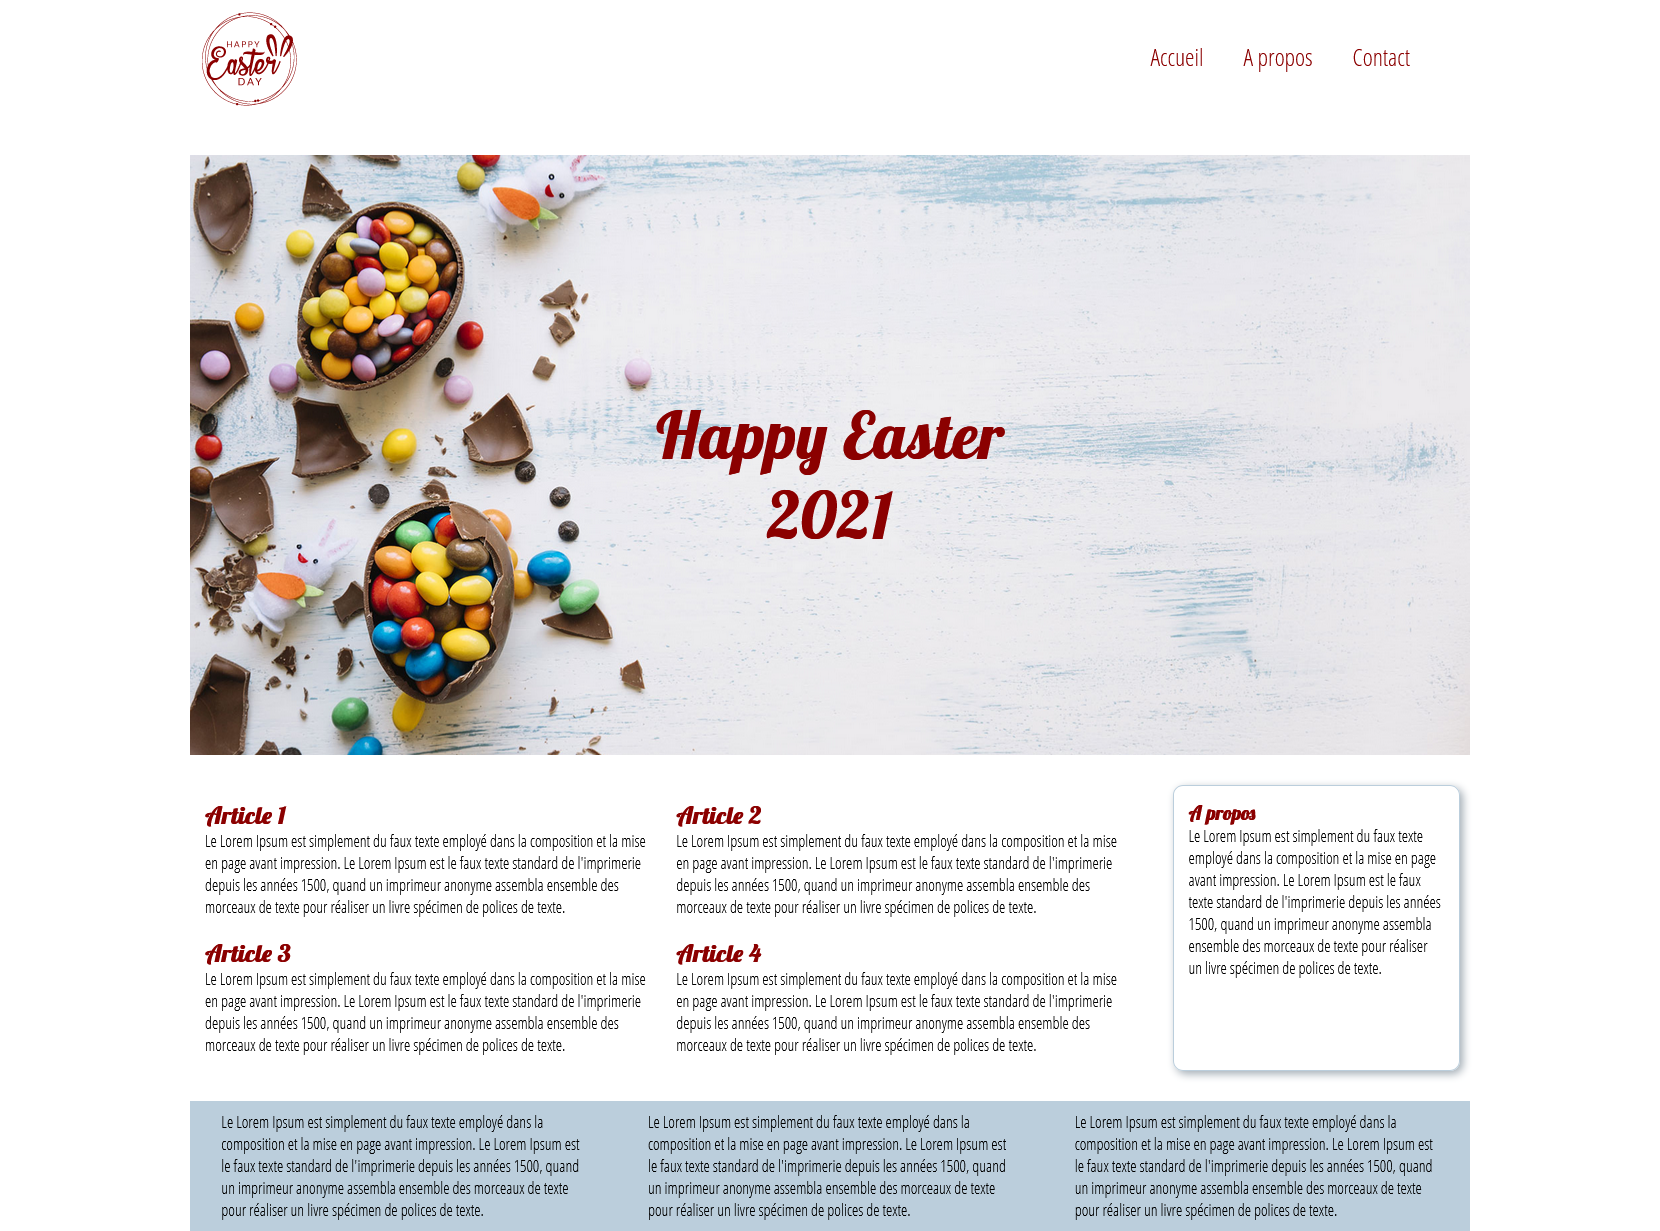 HAPPY
Easter
DAY
Accueil
A propos
Contact
Happy Easter
2021
Article 1
Le Lorem Ipsum est simplement du faux texte employé dans la composition et la mise
en page avant impression. Le Lorem Ipsum est le faux texte standard de l'imprimerie
depuis les années 1500, quand un imprimeur anonyme assembla ensemble des
morceaux de texte pour réaliser un livre spécimen de polices de texte.
Article 2
Le Lorem Ipsum est simplement du faux texte employé dans la composition et la mise
en page avant impression. Le Lorem Ipsum est le faux texte standard de l'imprimerie
depuis les années 1500, quand un imprimeur anonyme assembla ensemble des
morceaux de texte pour réaliser un livre spécimen de polices de texte.
Article 3
Le Lorem Ipsum est simplement du faux texte employé dans la composition et la mise
en page avant impression. Le Lorem Ipsum est le faux texte standard de l'imprimerie
depuis les années 1500, quand un imprimeur anonyme assembla ensemble des
morceaux de texte pour réaliser un livre spécimen de polices de texte.
Article 4
Le Lorem Ipsum est simplement du faux texte employé dans la composition et la mise
en page avant impression. Le Lorem Ipsum est le faux texte standard de l'imprimerie
depuis les années 1500, quand un imprimeur anonyme assembla ensemble des
morceaux de texte pour réaliser un livre spécimen de polices de texte.
A propos
Le Lorem Ipsum est simplement du faux texte
employé dans la composition et la mise en page
avant impression. Le Lorem Ipsum est le faux
texte standard de l'imprimerie depuis les années
1500, quand un imprimeur anonyme assembla
ensemble des morceaux de texte pour réaliser
un livre spécimen de polices de texte.
Le Lorem Ipsum est simplement du faux texte employé dans la
composition et la mise en page avant impression. Le Lorem Ipsum est
le faux texte standard de l'imprimerie depuis les années 1500, quand
un imprimeur anonyme assembla ensemble des morceaux de texte
pour réaliser un livre spécimen de polices de texte.
Le Lorem Ipsum est simplement du faux texte employé dans la
composition et la mise en page avant impression. Le Lorem Ipsum est
le faux texte standard de l'imprimerie depuis les années 1500, quand
un imprimeur anonyme assembla ensemble des morceaux de texte
pour réaliser un livre spécimen de polices de texte.
Le Lorem Ipsum est simplement du faux texte employé dans la
composition et la mise en page avant impression. Le Lorem Ipsum est
le faux texte standard de l'imprimerie depuis les années 1500, quand
un imprimeur anonyme assembla ensemble des morceaux de texte
pour réaliser un livre spécimen de polices de texte.